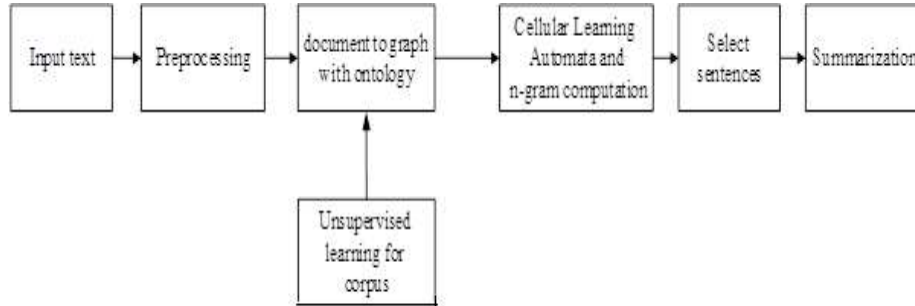 Input text
Preprocessing
document to graph
with ontology
Cellular Learning
Automata and
n-gram computation
Select
sentences
Summarization
Unsupervised
learning for
corpus